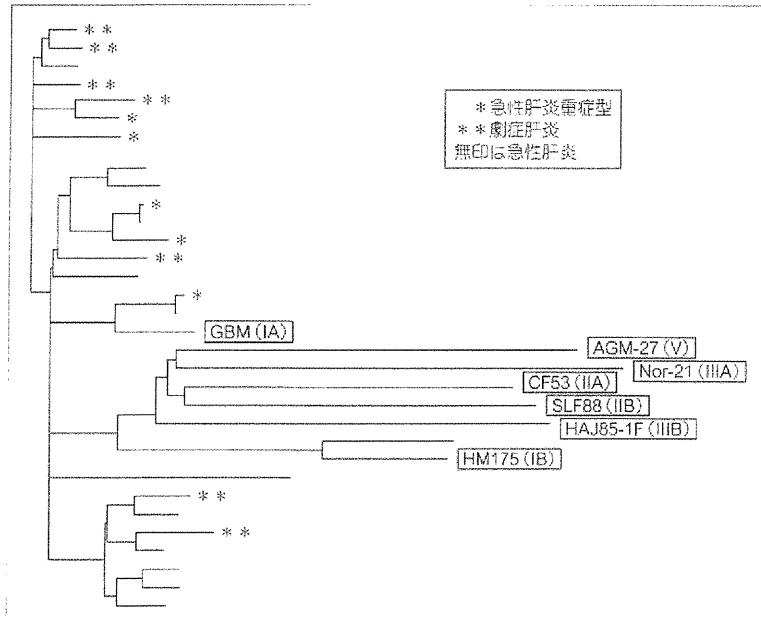 * *
* *
* *
* *
*
*
* 急性肝炎重症型
* * 劇症肝炎
無印は急性肝炎
*
*
* *
*
GBM (IA)
AGM-27 (V)
Nor-21 (IIIA)
CF53 (IIA)
SLF88 (IIB)
HAJ85-1F (IIIB)
HM175 (IB)
* *
* *